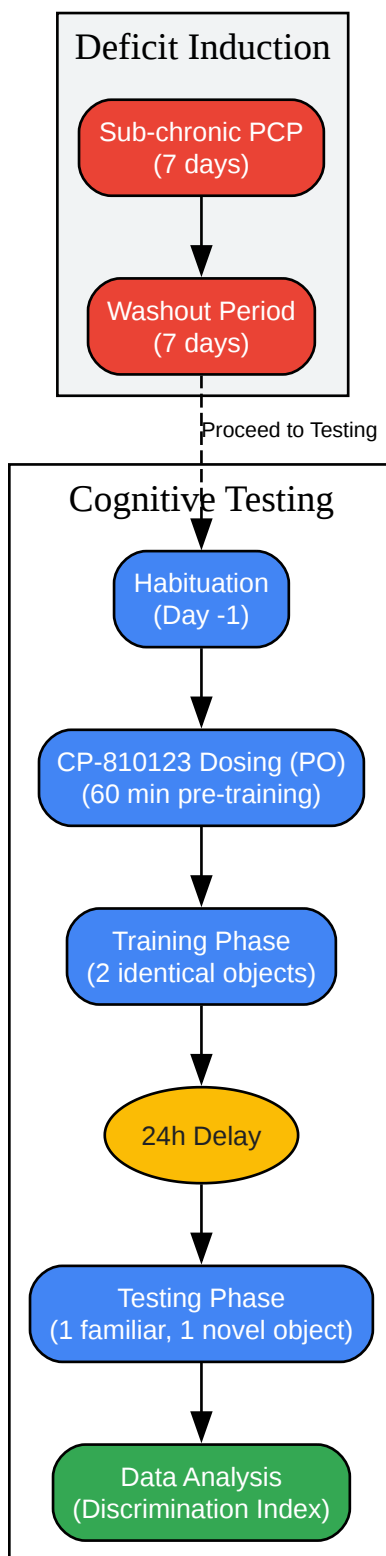 Deficit Induction
Sub-chronic PCP
(7 days)
Washout Period
(7 days)
Proceed to Testing
Cognitive Testing
Habituation
(Day -1)
CP-810123 Dosing (PO)
(60 min pre-training)
Training Phase
(2 identical objects)
24h Delay
Testing Phase
(1 familiar, 1 novel object)
Data Analysis
(Discrimination Index)